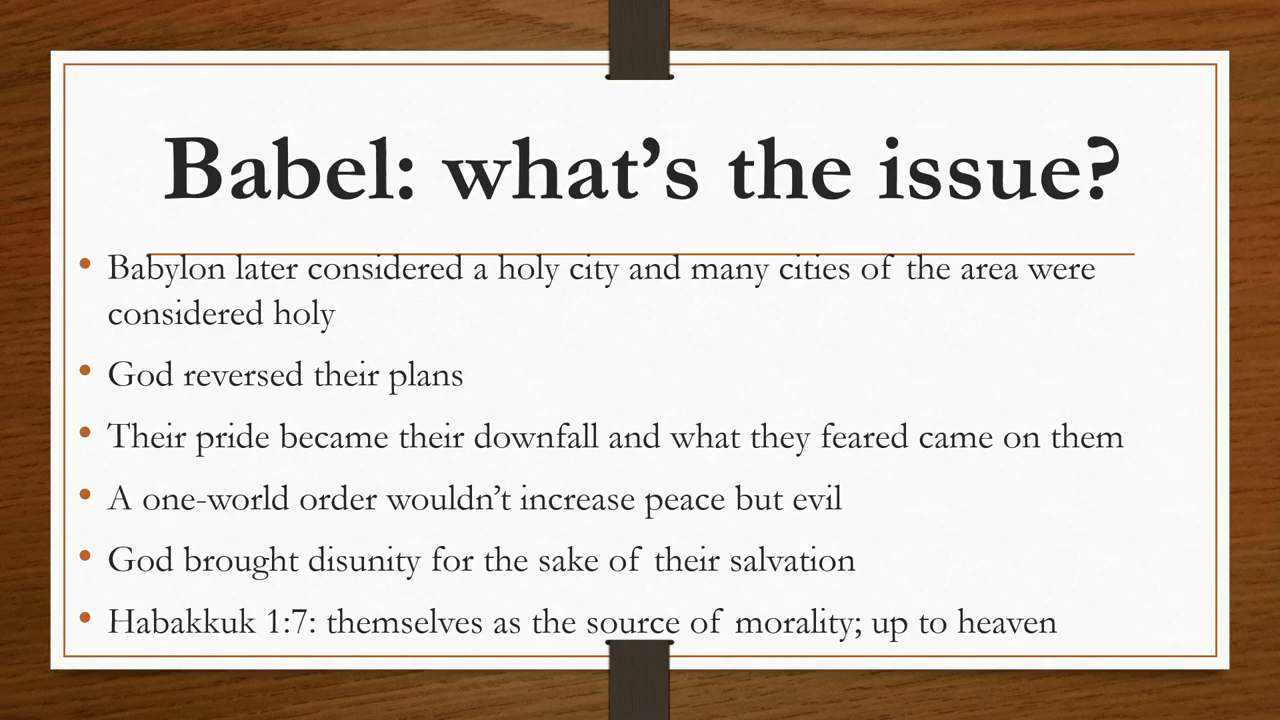 Babel: what’s the issue?
• Babylon later considered a holy city and many cities of the area were
considered holy
• God reversed their plans
• Their pride became their downfall and what they feared came on them
• A one-world order wouldn’t increase peace but evil
• God brought disunity for the sake of their salvation
• Habakkuk 1:7: themselves as the source of morality; up to heaven